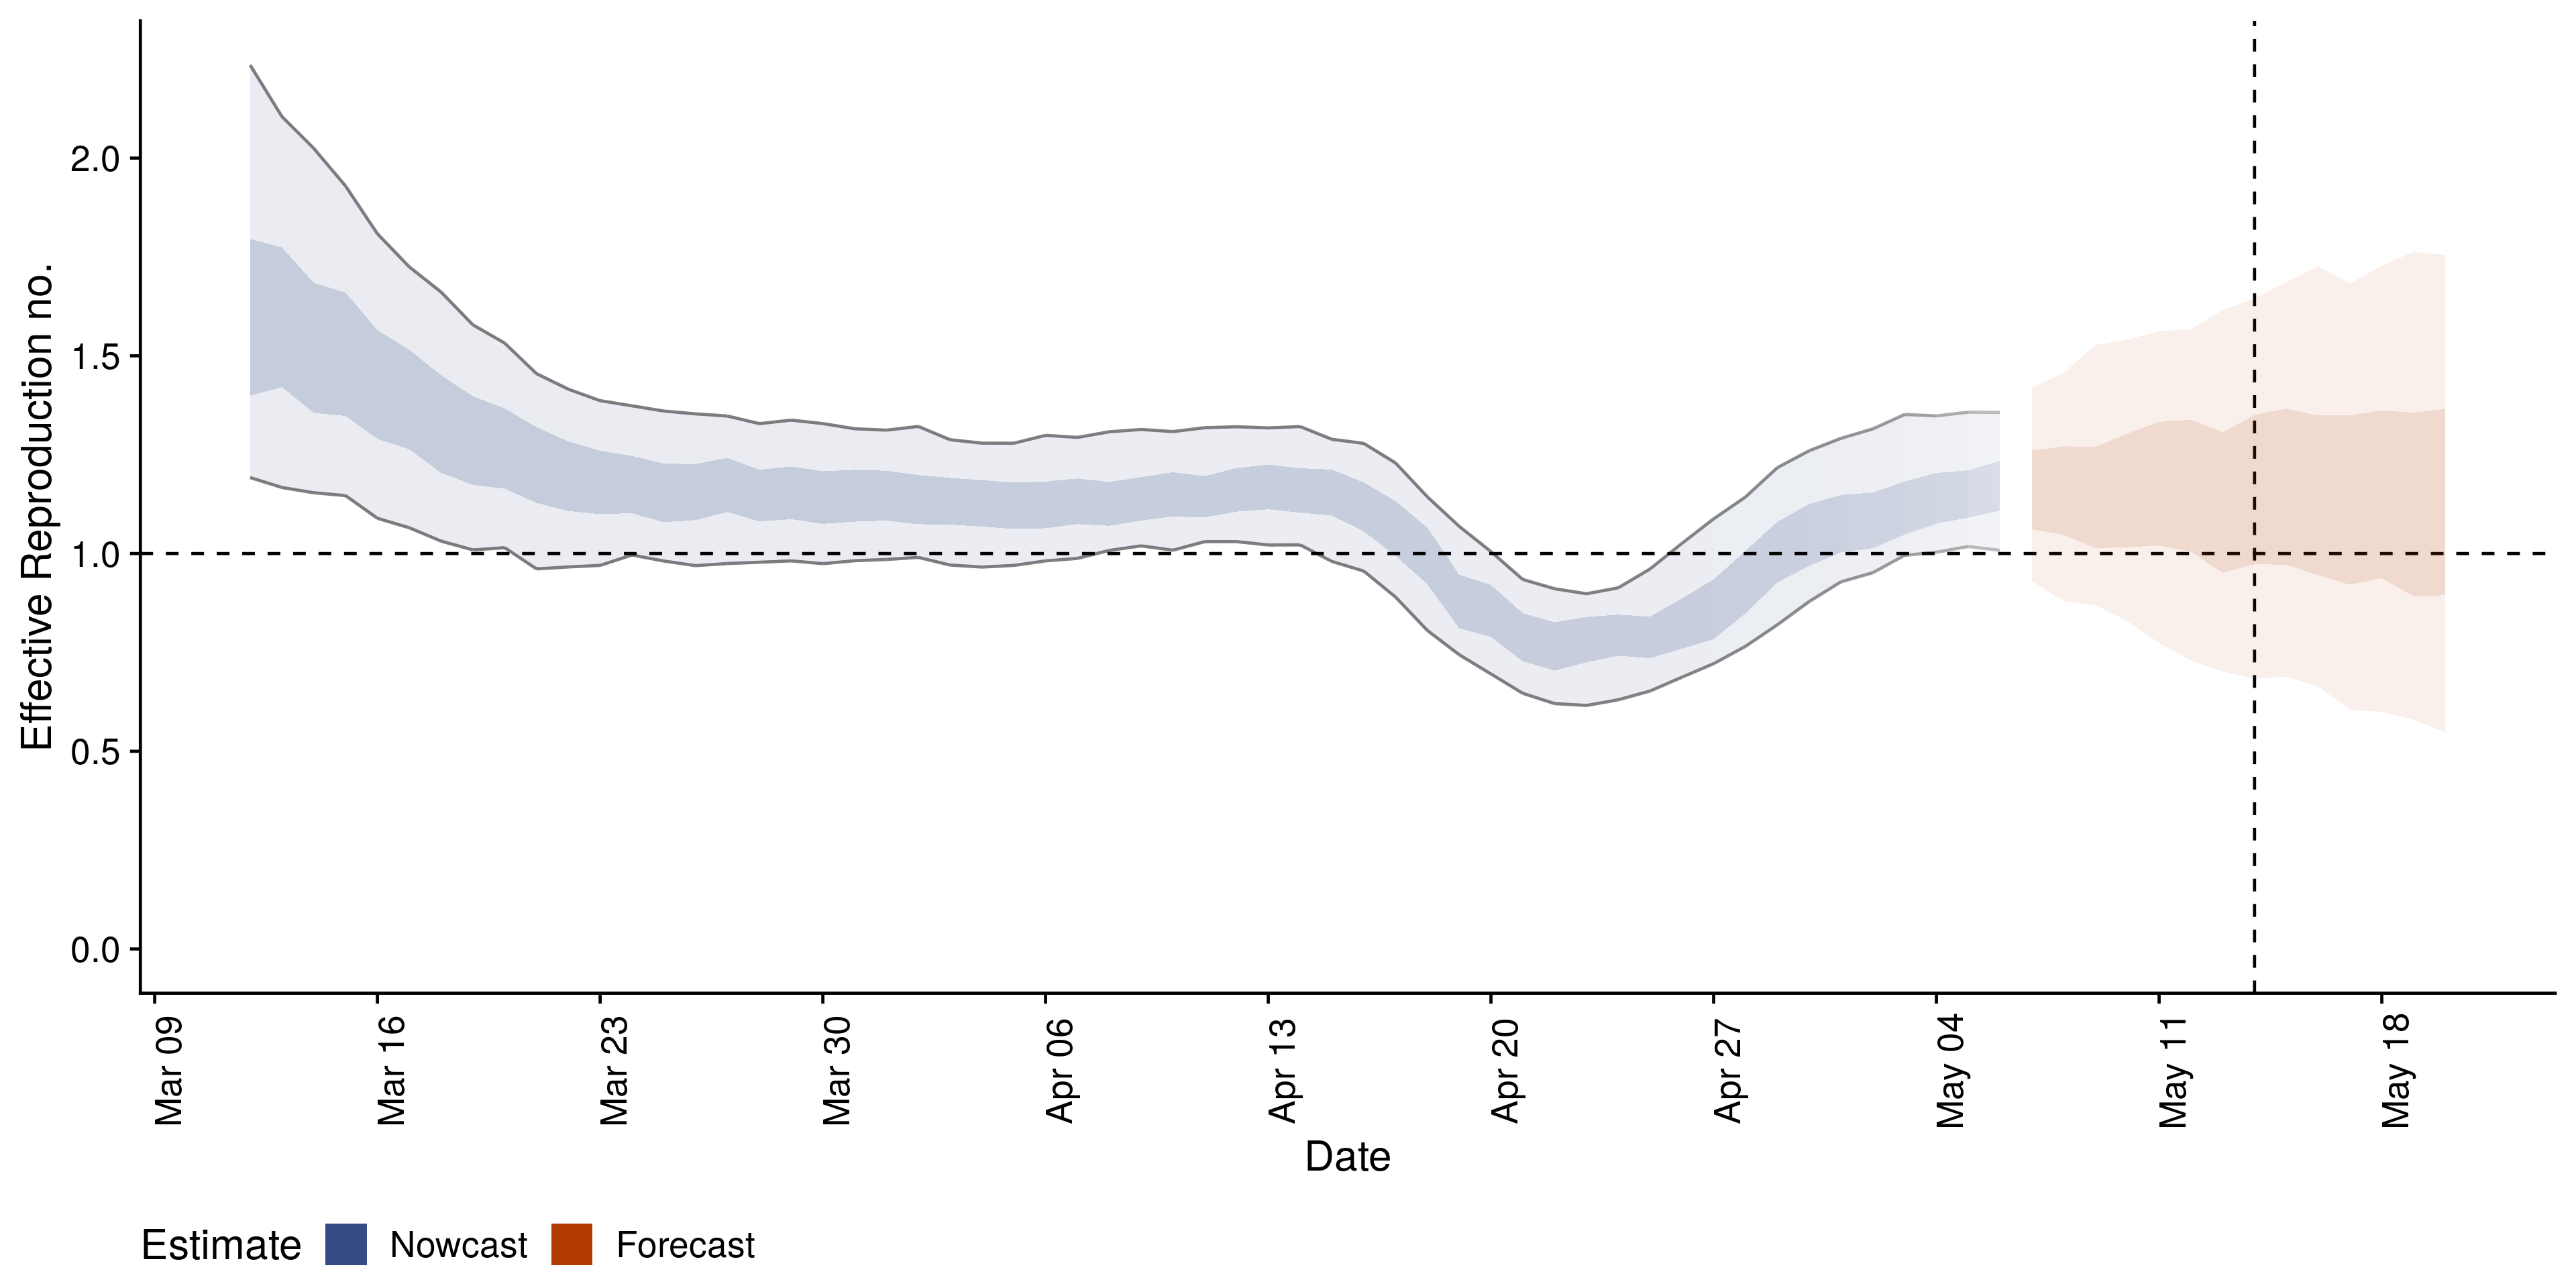 Effective Reproduction no.
2.0
1.5
1.0
0.5
0.0
Mar 09
Mar 16
Mar 23
Mar 30
Apr 06
Apr 13
Apr 20
Apr 27
May 04
May 11
May 18
Date
Estimate Nowcast Forecast